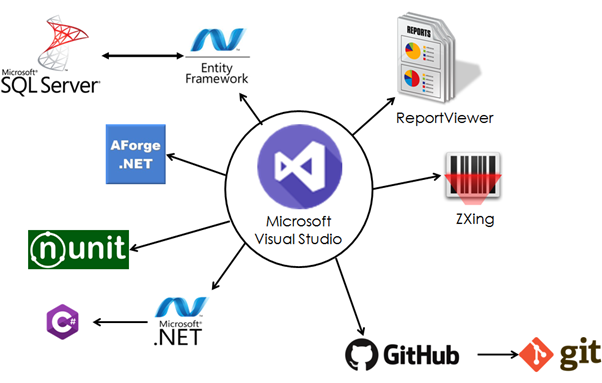 Microsoft®
SQL Server®
Entity
Framework
REPORTS
ReportViewer
AForge
.NET
Microsoft
Visual Studio
ZXing
nunit
C#
Microsoft®
.NET
GitHub
git